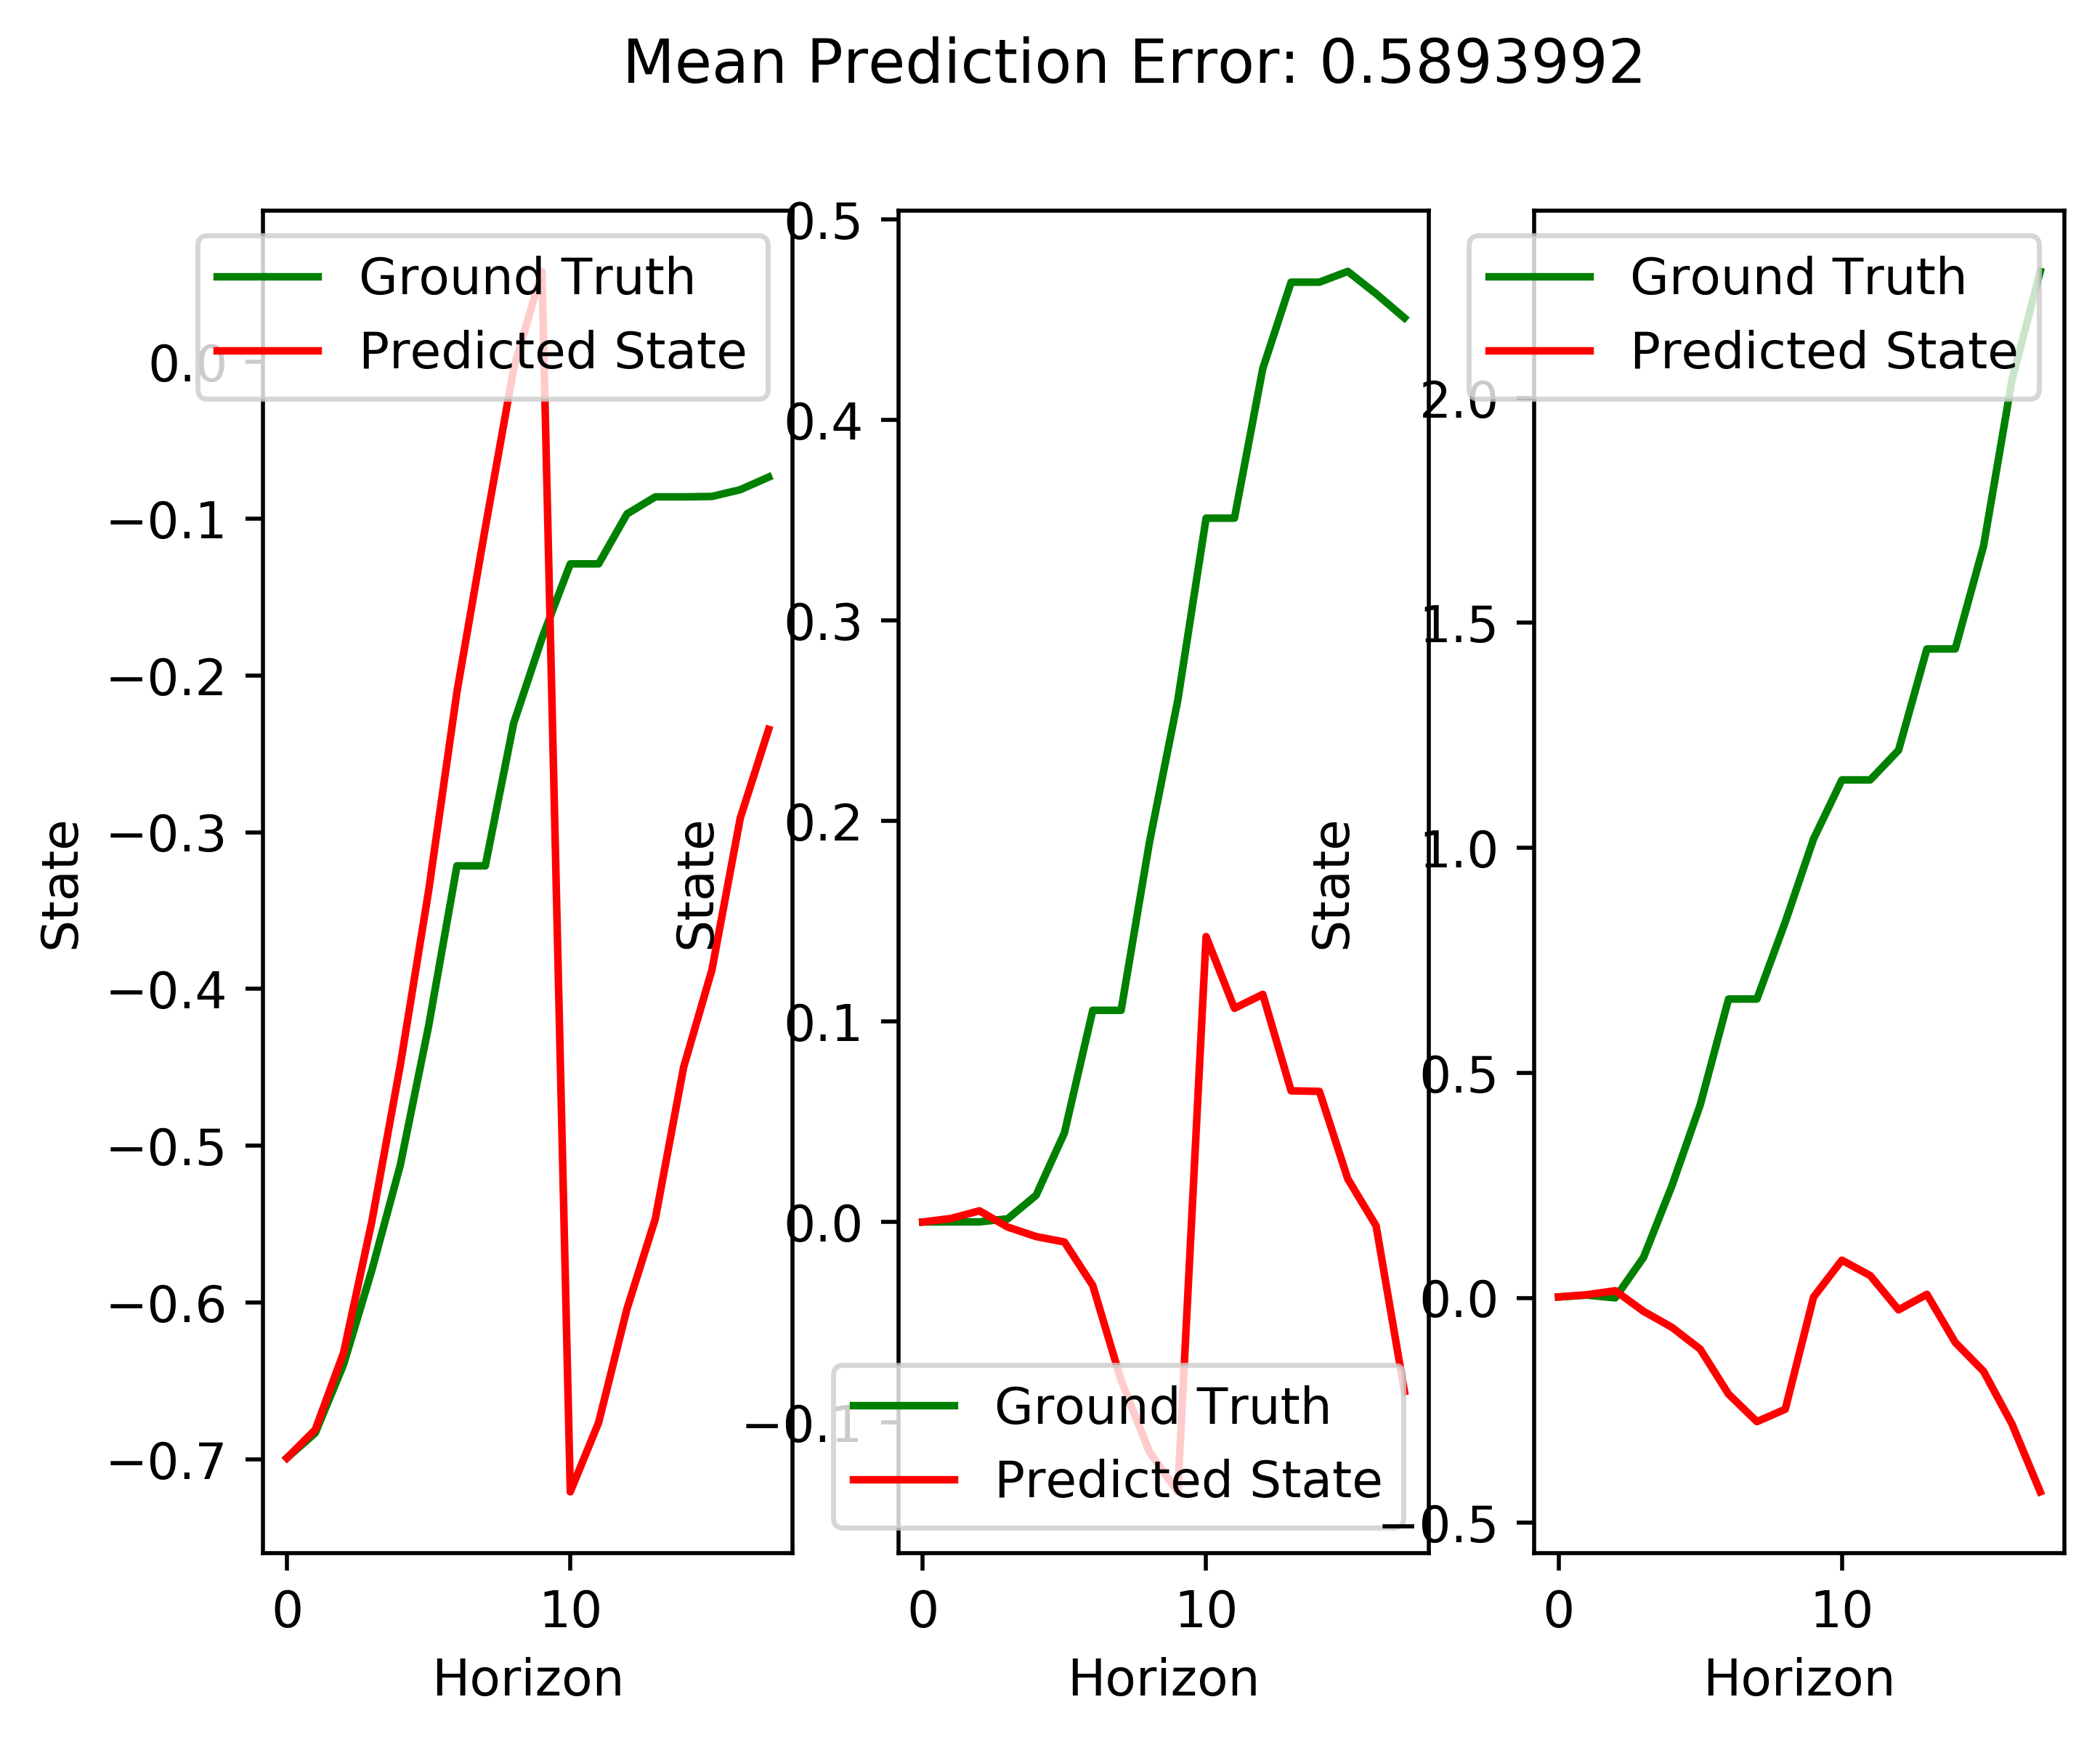 Mean Prediction Error: 0.5893992
Ground Truth
Predicted State
0.0
−0.1
−0.2
−0.3
−0.4
−0.5
−0.6
−0.7
State
0
10
Horizon
0.5
0.4
0.3
0.2
0.1
0.0
−0.1
State
Ground Truth
Predicted State
0
10
Horizon
Ground Truth
Predicted State
2.0
1.5
1.0
0.5
0.0
−0.5
State
0
10
Horizon